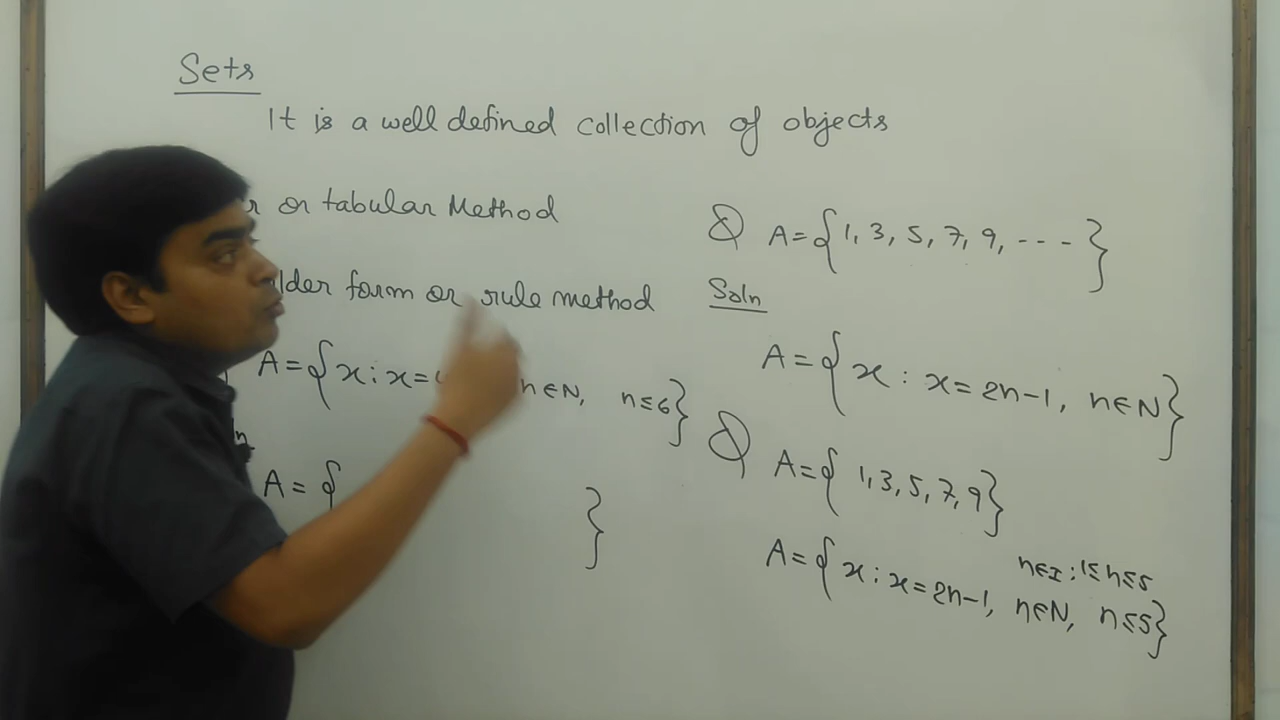 Sets
It is a well defined collection of objects
or tabular Method
form or rule method
A={x:x= n∈N, n≤6}
A={ }
Q A={1, 3, 5, 7, 9, ---}
Soln
A={x : x=2n-1, n∈N}
Q A={1,3,5,7,9}
n∈I:1≤n≤5
A={x:x=2n-1, n∈N, n≤5}